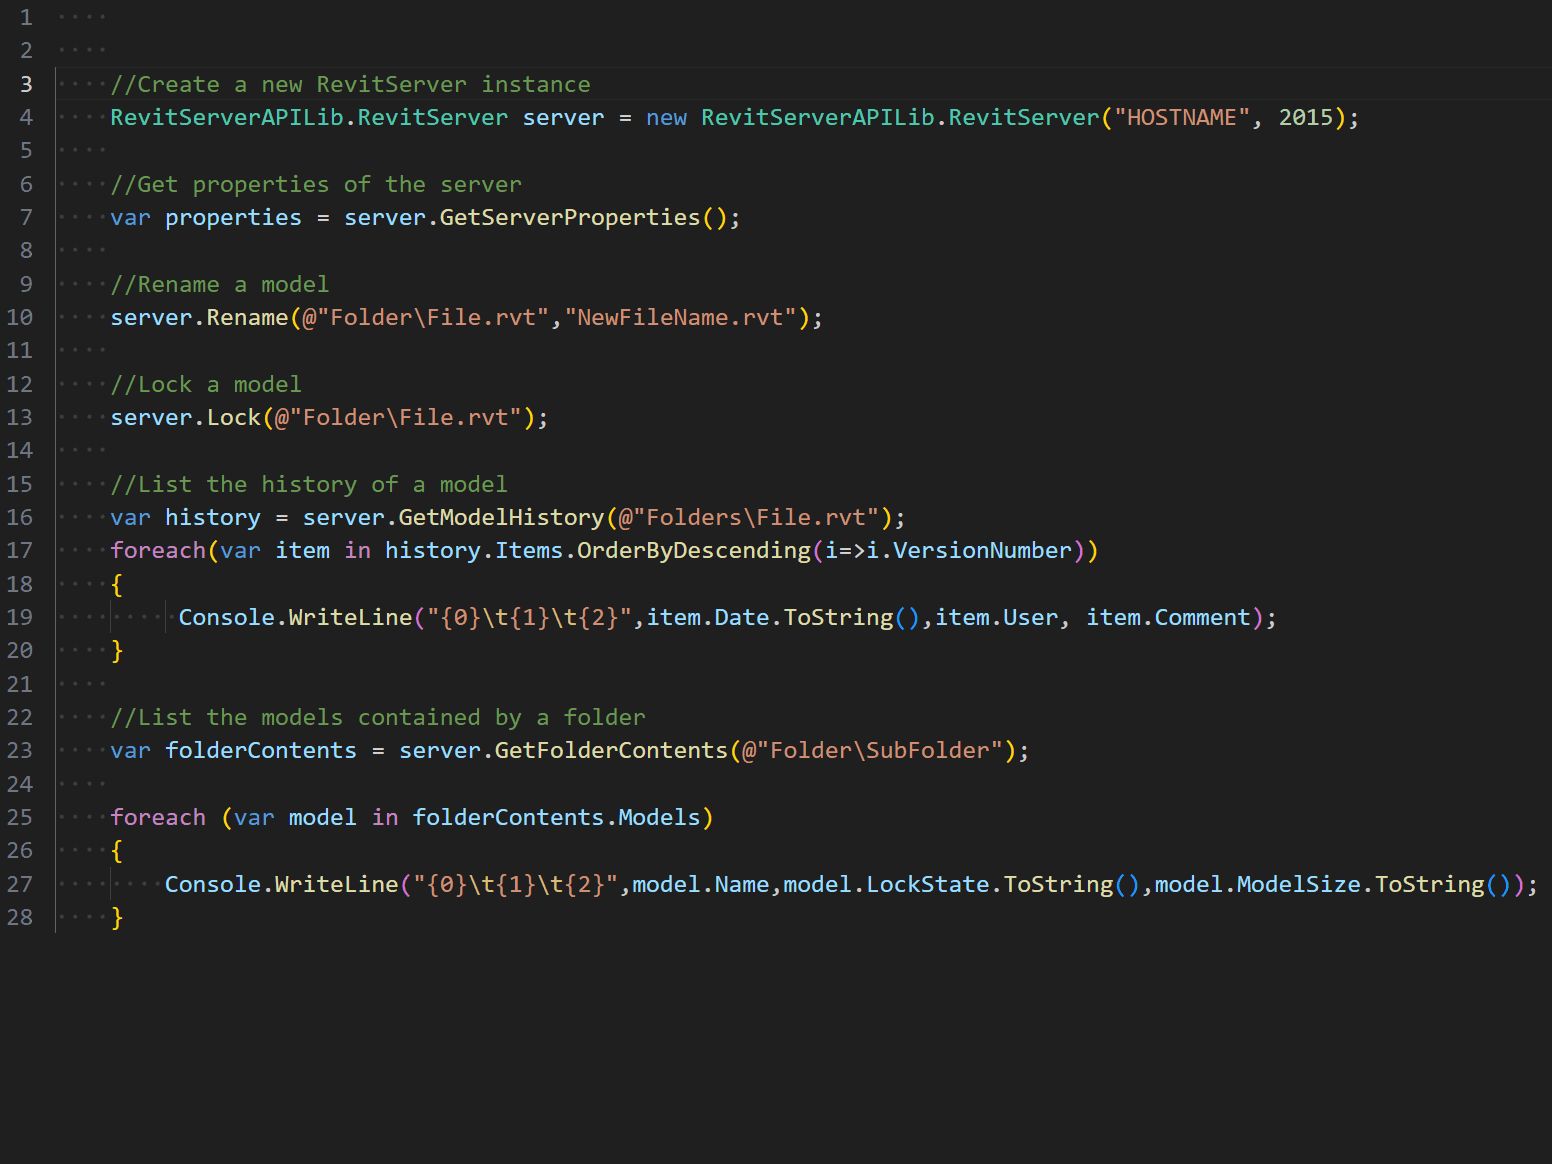 1
2
3 //Create a new RevitServer instance
4 RevitServerAPILib.RevitServer server = new RevitServerAPILib.RevitServer("HOSTNAME", 2015);
5
6 //Get properties of the server
7 var properties = server.GetServerProperties();
8
9 //Rename a model
10 server.Rename(@"Folder\File.rvt","NewFileName.rvt");
11
12 //Lock a model
13 server.Lock(@"Folder\File.rvt");
14
15 //List the history of a model
16 var history = server.GetModelHistory(@"Folders\File.rvt");
17 foreach(var item in history.Items.OrderByDescending(i=>i.VersionNumber))
18 {
19 Console.WriteLine("{0}\t{1}\t{2}",item.Date.ToString(),item.User, item.Comment);
20 }
21
22 //List the models contained by a folder
23 var folderContents = server.GetFolderContents(@"Folder\SubFolder");
24
25 foreach (var model in folderContents.Models)
26 {
27 Console.WriteLine("{0}\t{1}\t{2}",model.Name,model.LockState.ToString(),model.ModelSize.ToString());
28 }